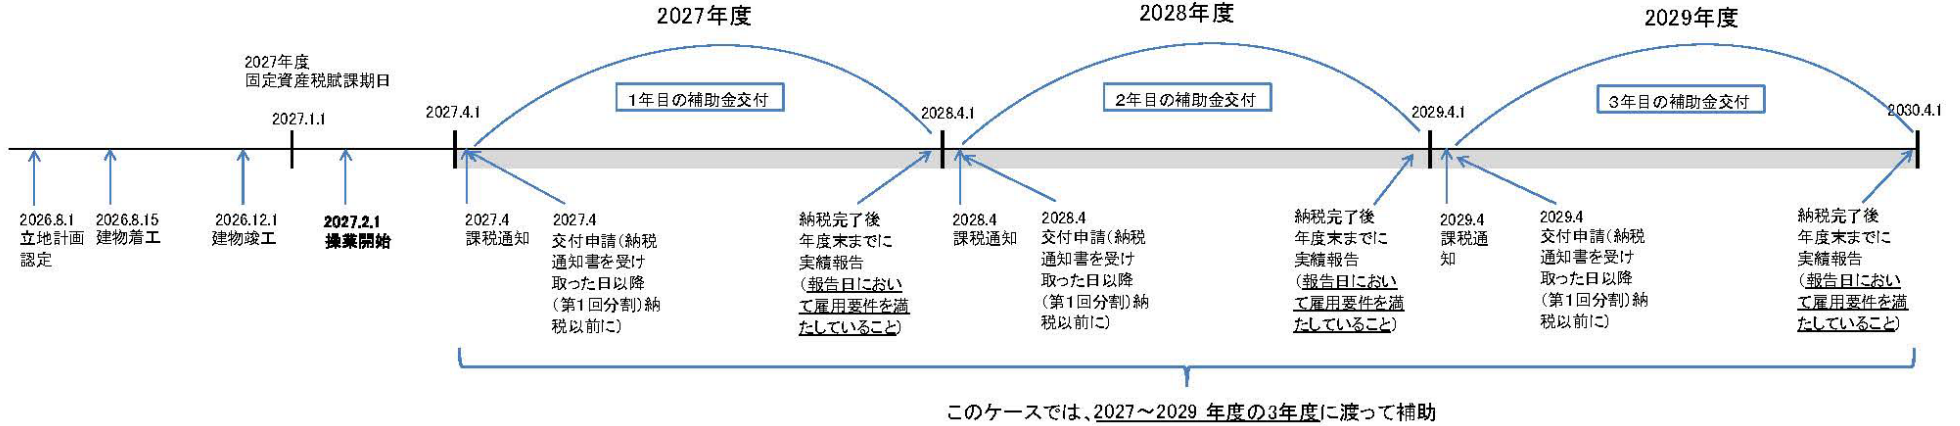 2027年度
2028年度
2029年度
2027年度
固定資産税賦課期日
1年目の補助金交付
2年目の補助金交付
3年目の補助金交付
2027.1.1
2027.4.1
2028.4.1
2029.4.1
2030.4.1
2026.8.1
立地計画
認定
2026.8.15
建物着工
2026.12.1
建物竣工
2027.2.1
操業開始
2027.4
課税通知
2027.4
交付申請(納税
通知書を受け
取った日以降
(第1回分割)納
税以前に)
納税完了後
年度末までに
実績報告
(報告日におい
て雇用要件を満
たしていること)
2028.4
課税通知
2028.4
交付申請(納税
通知書を受け
取った日以降
(第1回分割)納
税以前に)
納税完了後
年度末までに
実績報告
(報告日におい
て雇用要件を満
たしていること)
2029.4
課税通
知
2029.4
交付申請(納税
通知書を受け
取った日以降
(第1回分割)納
税以前に)
納税完了後
年度末までに
実績報告
(報告日におい
て雇用要件を満
たしていること)
このケースでは、2027～2029 年度の3年度に渡って補助